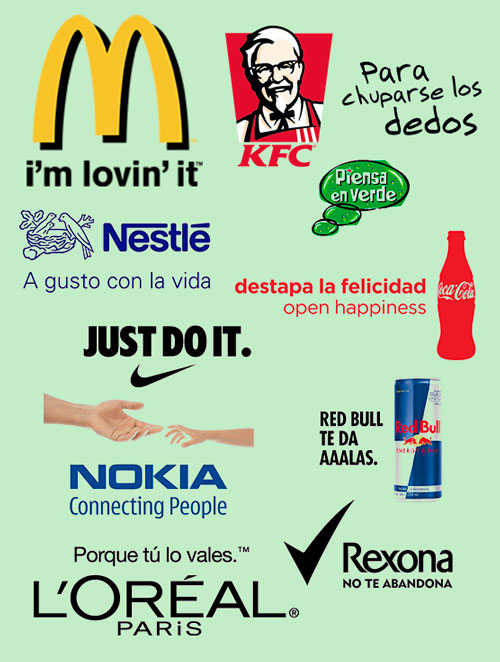 i'm lovin' it™
KFC
Para
chuparse los
dedos
Piensa
en verde
Nestlé
A gusto con la vida
destapa la felicidad
open happiness
Coca-Cola
JUST DO IT.
RED BULL
TE DA
AAALAS.
Red Bull
ENERGY DRINK
NOKIA
Connecting People
Porque tú lo vales.™
L'ORÉAL®
PARiS
Rexona
NO TE ABANDONA